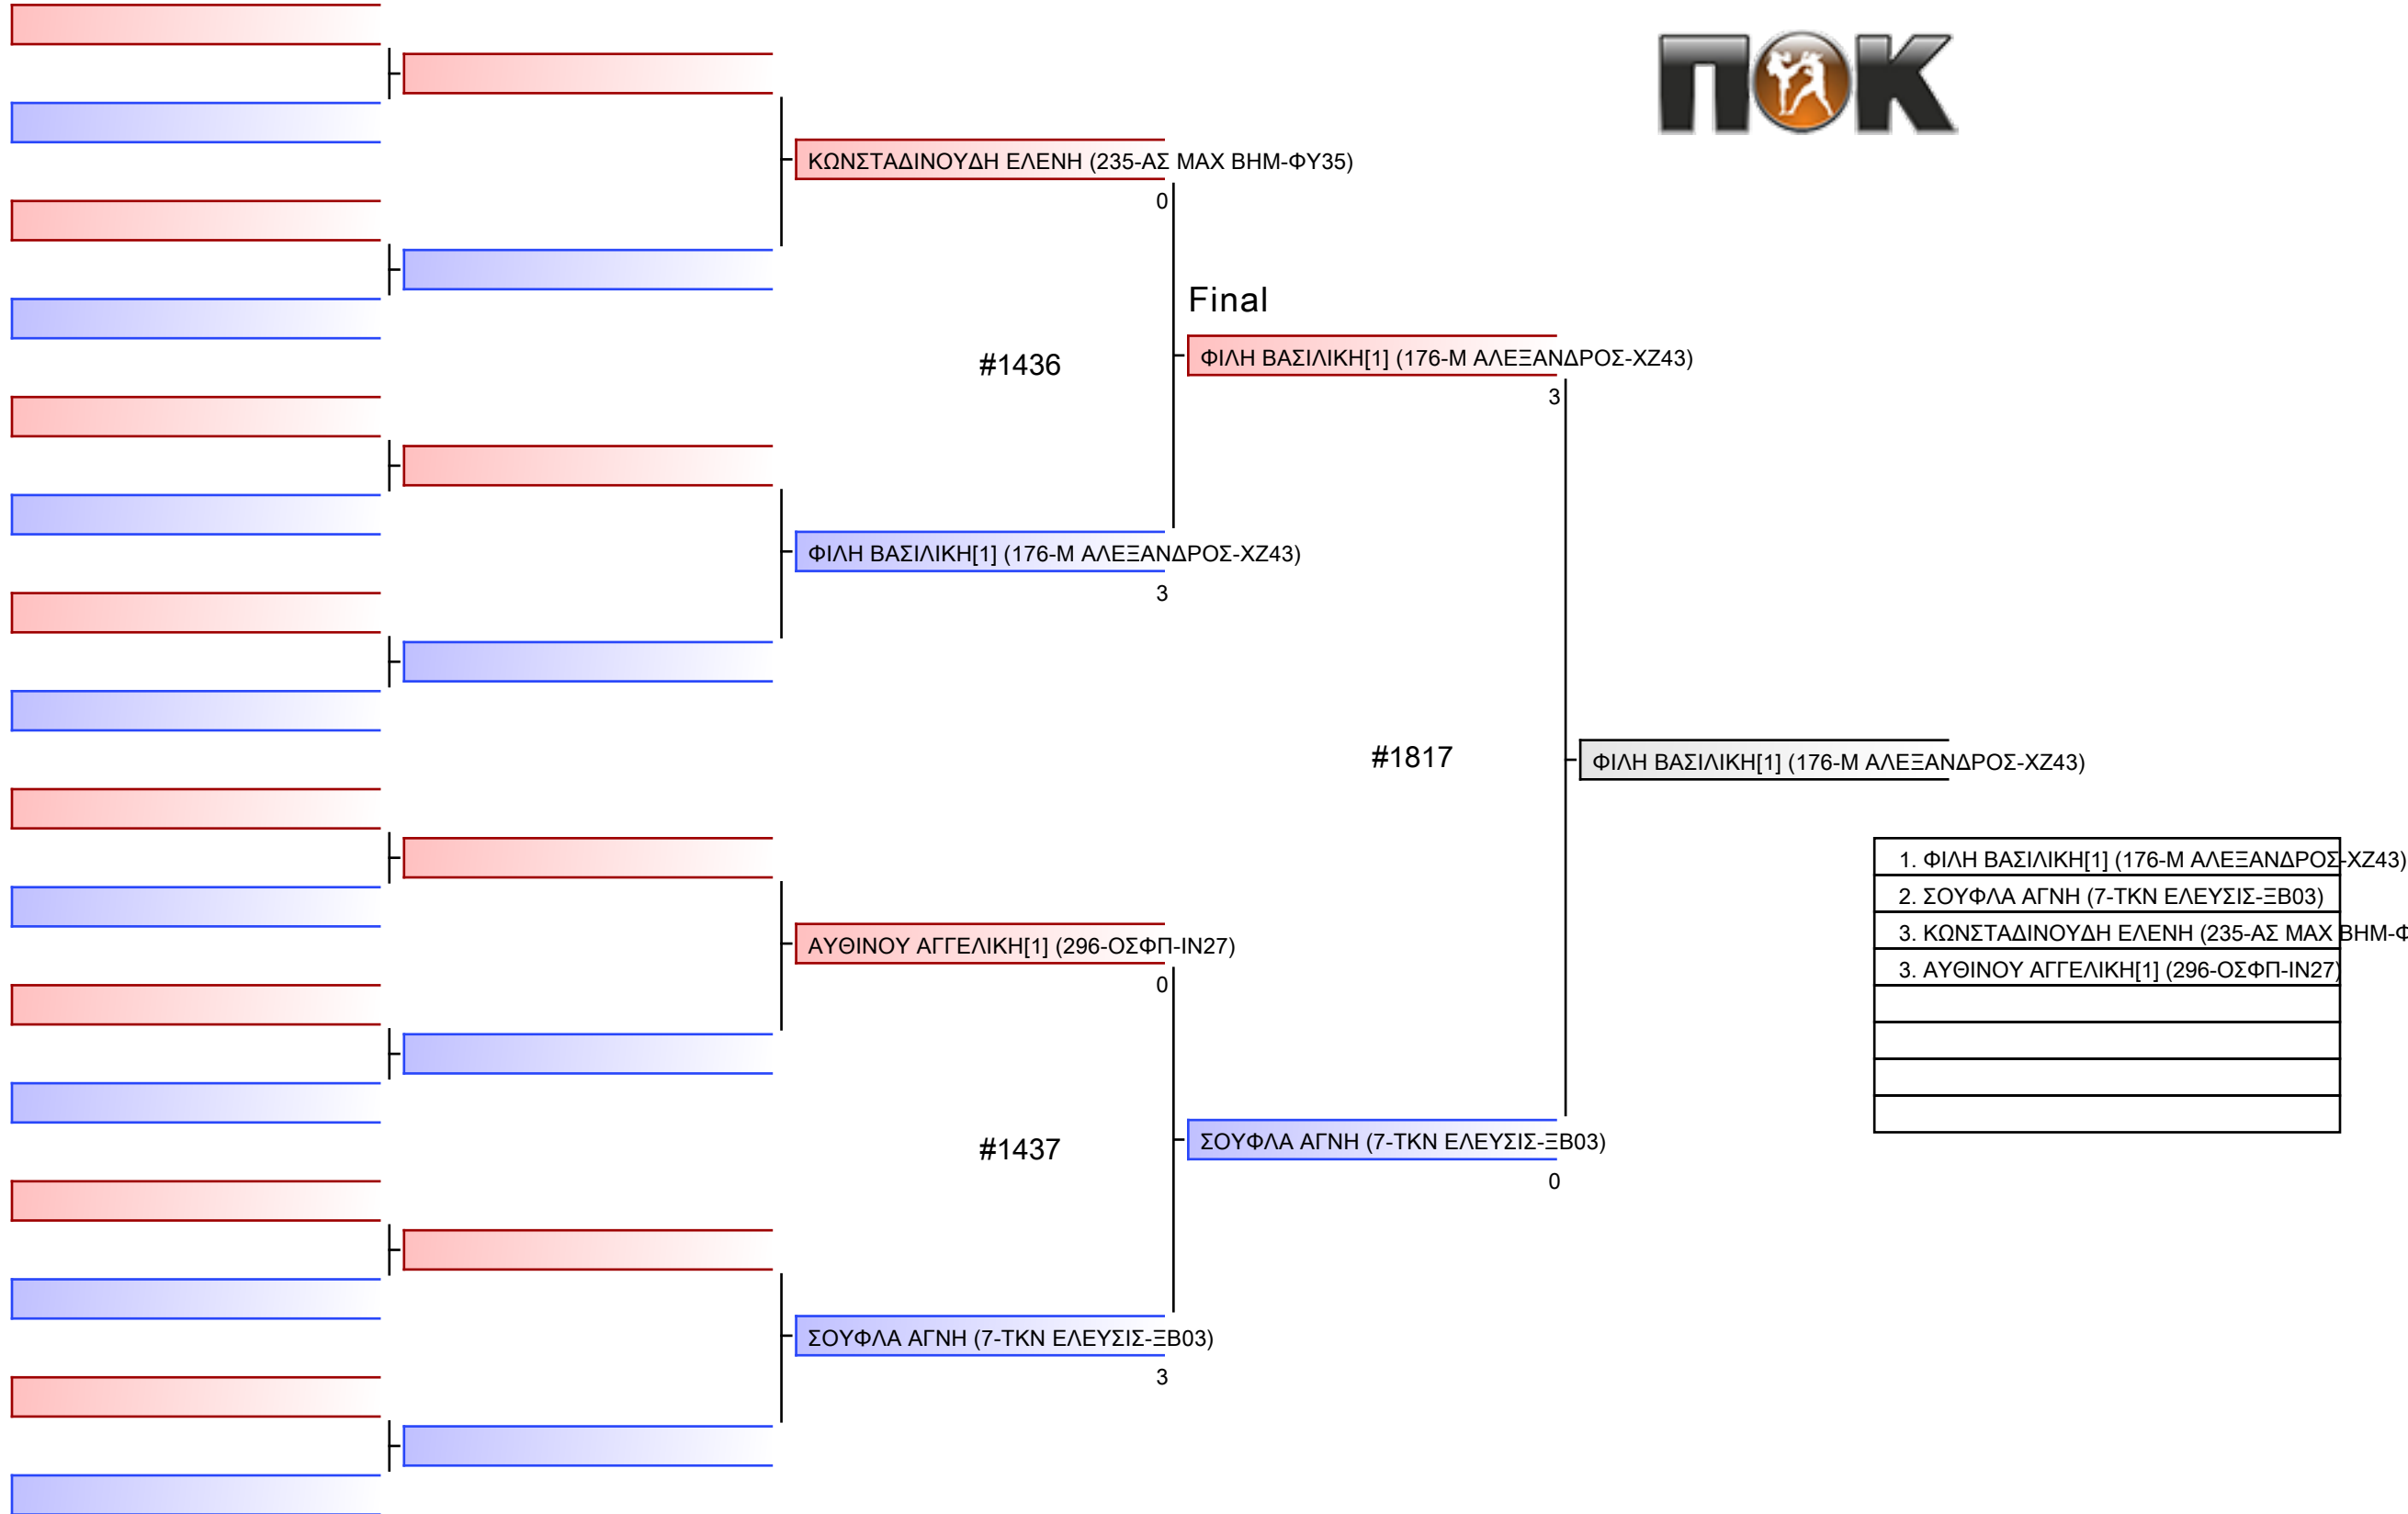 ΠΟΚ
ΚΩΝΣΤΑΔΙΝΟΥΔΗ ΕΛΕΝΗ (235-ΑΣ ΜΑΧ ΒΗΜ-ΦΥ35)
0
Final
#1436
ΦΙΛΗ ΒΑΣΙΛΙΚΗ[1] (176-Μ ΑΛΕΞΑΝΔΡΟΣ-ΧΖ43)
3
ΦΙΛΗ ΒΑΣΙΛΙΚΗ[1] (176-Μ ΑΛΕΞΑΝΔΡΟΣ-ΧΖ43)
3
#1817
ΦΙΛΗ ΒΑΣΙΛΙΚΗ[1] (176-Μ ΑΛΕΞΑΝΔΡΟΣ-ΧΖ43)
1. ΦΙΛΗ ΒΑΣΙΛΙΚΗ[1] (176-Μ ΑΛΕΞΑΝΔΡΟΣ-ΧΖ43)
2. ΣΟΥΦΛΑ ΑΓΝΗ (7-ΤΚΝ ΕΛΕΥΣΙΣ-ΞΒ03)
3. ΚΩΝΣΤΑΔΙΝΟΥΔΗ ΕΛΕΝΗ (235-ΑΣ ΜΑΧ ΒΗΜ-Φ
3. ΑΥΘΙΝΟΥ ΑΓΓΕΛΙΚΗ[1] (296-ΟΣΦΠ-ΙΝ27)
ΑΥΘΙΝΟΥ ΑΓΓΕΛΙΚΗ[1] (296-ΟΣΦΠ-ΙΝ27)
0
#1437
ΣΟΥΦΛΑ ΑΓΝΗ (7-ΤΚΝ ΕΛΕΥΣΙΣ-ΞΒ03)
0
ΣΟΥΦΛΑ ΑΓΝΗ (7-ΤΚΝ ΕΛΕΥΣΙΣ-ΞΒ03)
3